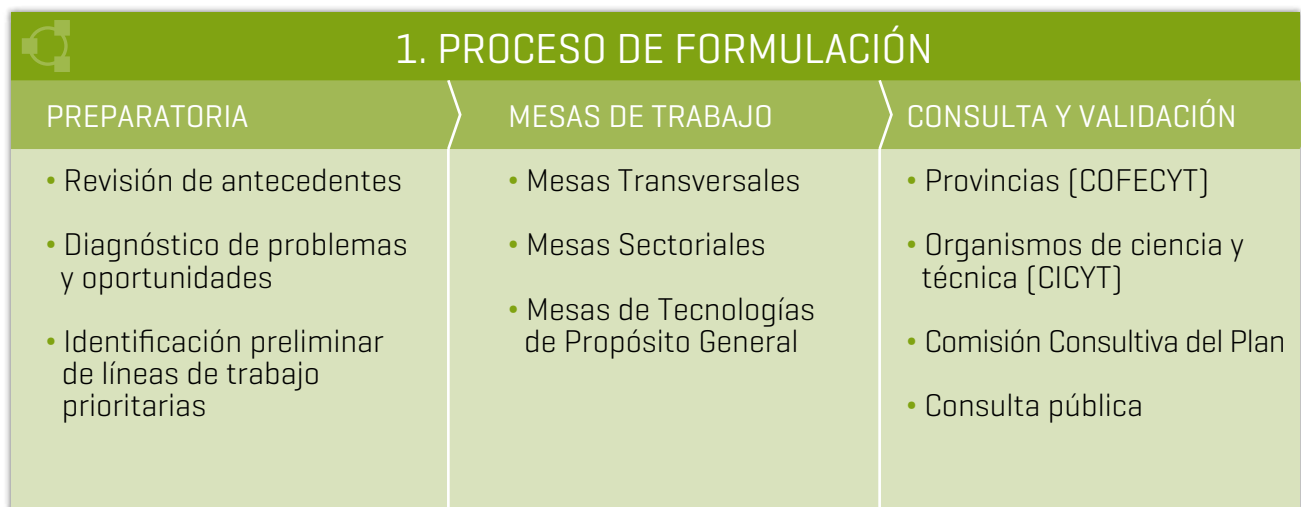 1. PROCESO DE FORMULACIÓN
PREPARATORIA
• Revisión de antecedentes
• Diagnóstico de problemas
y oportunidades
• Identificación preliminar
de líneas de trabajo
prioritarias
MESAS DE TRABAJO
• Mesas Transversales
• Mesas Sectoriales
• Mesas de Tecnologías
de Propósito General
CONSULTA Y VALIDACIÓN
• Provincias (COFECYT)
• Organismos de ciencia y
técnica (CICYT)
• Comisión Consultiva del Plan
• Consulta pública